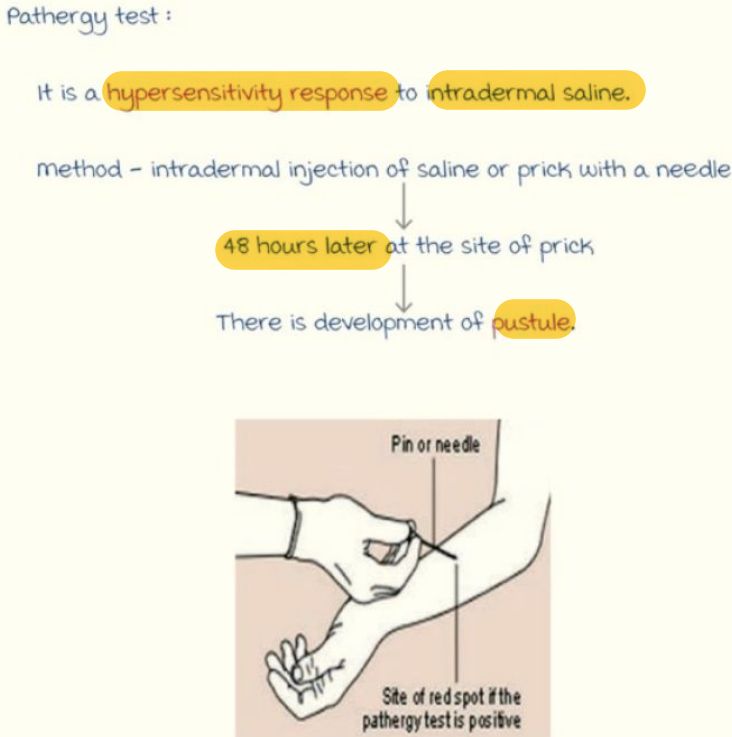 Pathergy test :
It is a hypersensitivity response to intradermal saline.
method - intradermal injection of saline or prick with a needle
48 hours later at the site of prick
There is development of pustule.
Pin or needle
Site of red spot if the
pathergy test is positive